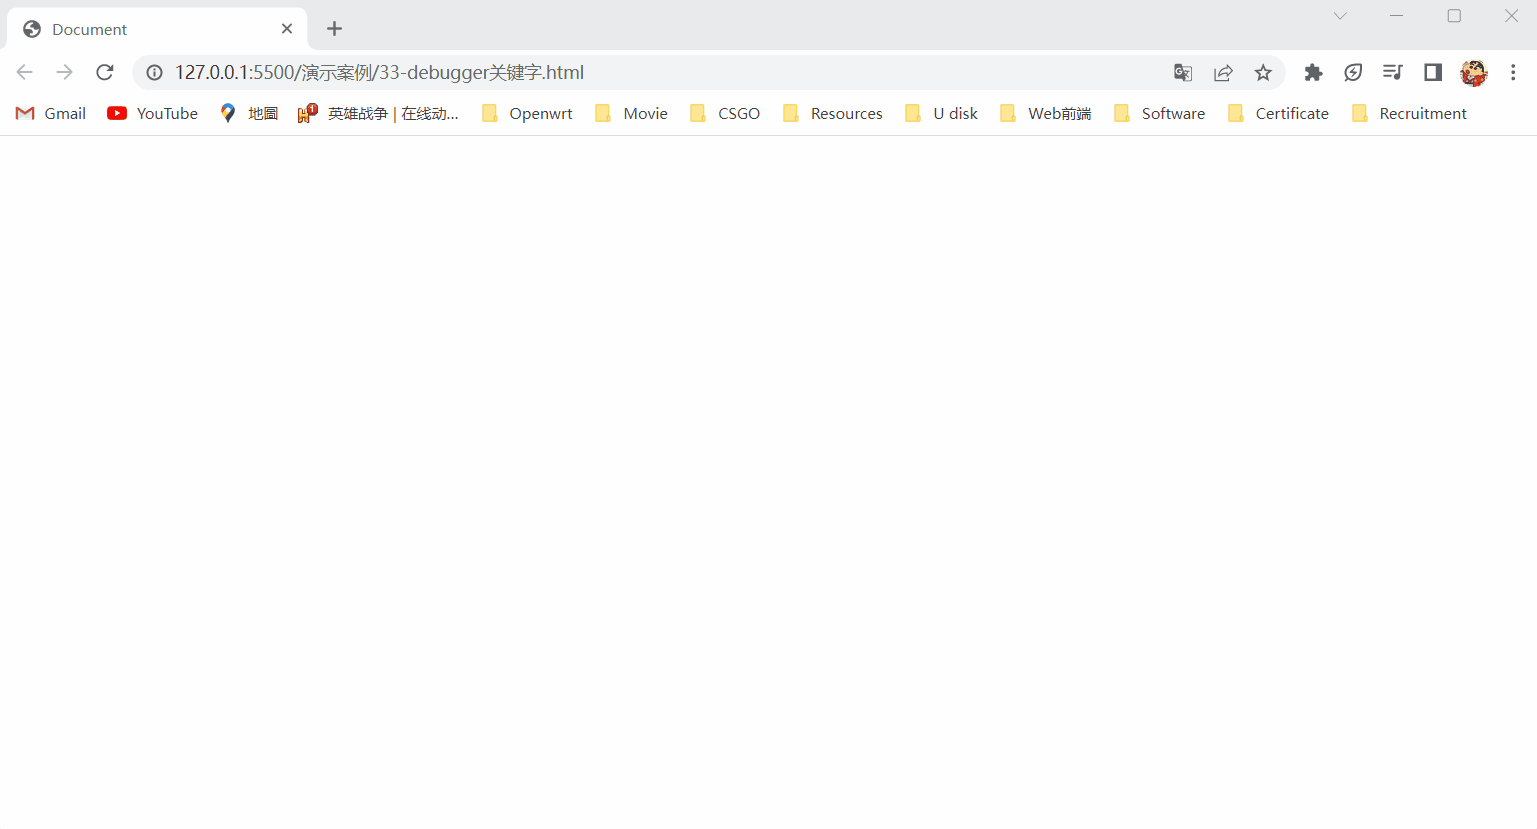 Document
127.0.0.1:5500/演示案例/33-debugger关键字.html
Gmail YouTube 地圖 英雄战争 | 在线动... Openwrt Movie CSGO Resources U disk Web前端 Software Certificate Recruitment